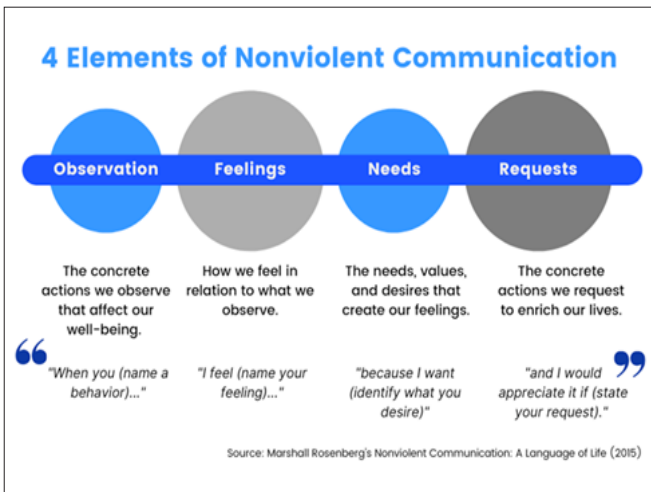 4 Elements of Nonviolent Communication
Observation
Feelings
Needs
Requests
The concrete
actions we observe
that affect our
well-being.
How we feel in
relation to what we
observe.
The needs, values,
and desires that
create our feelings.
The concrete
actions we request
to enrich our lives.
“
"When you (name a
behavior)..."
"I feel (name your
feeling)..."
"because I want
(identify what you
desire)"
"and I would
appreciate it if (state
your request)."
”
Source: Marshall Rosenberg's Nonviolent Communication: A Language of Life (2015)